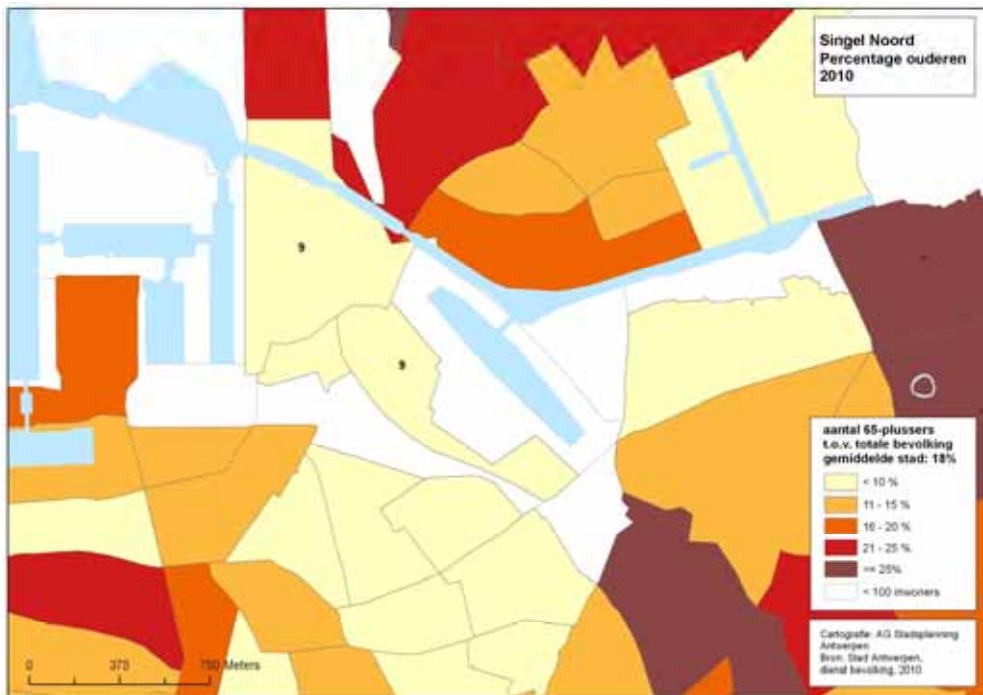 Singel Noord
Percentage ouderen
2010
9
9
aantal 65-plussers
t.o.v. totale bevolking
gemiddelde stad: 18%
< 10 %
11 - 15 %
16 - 20 %
21 - 25 %
>= 25%
< 100 inwoners
0 375 750 Meters
Cartografie: AG Stadsplanning
Antwerpen
Bron: Stad Antwerpen,
dienst bevolking, 2010